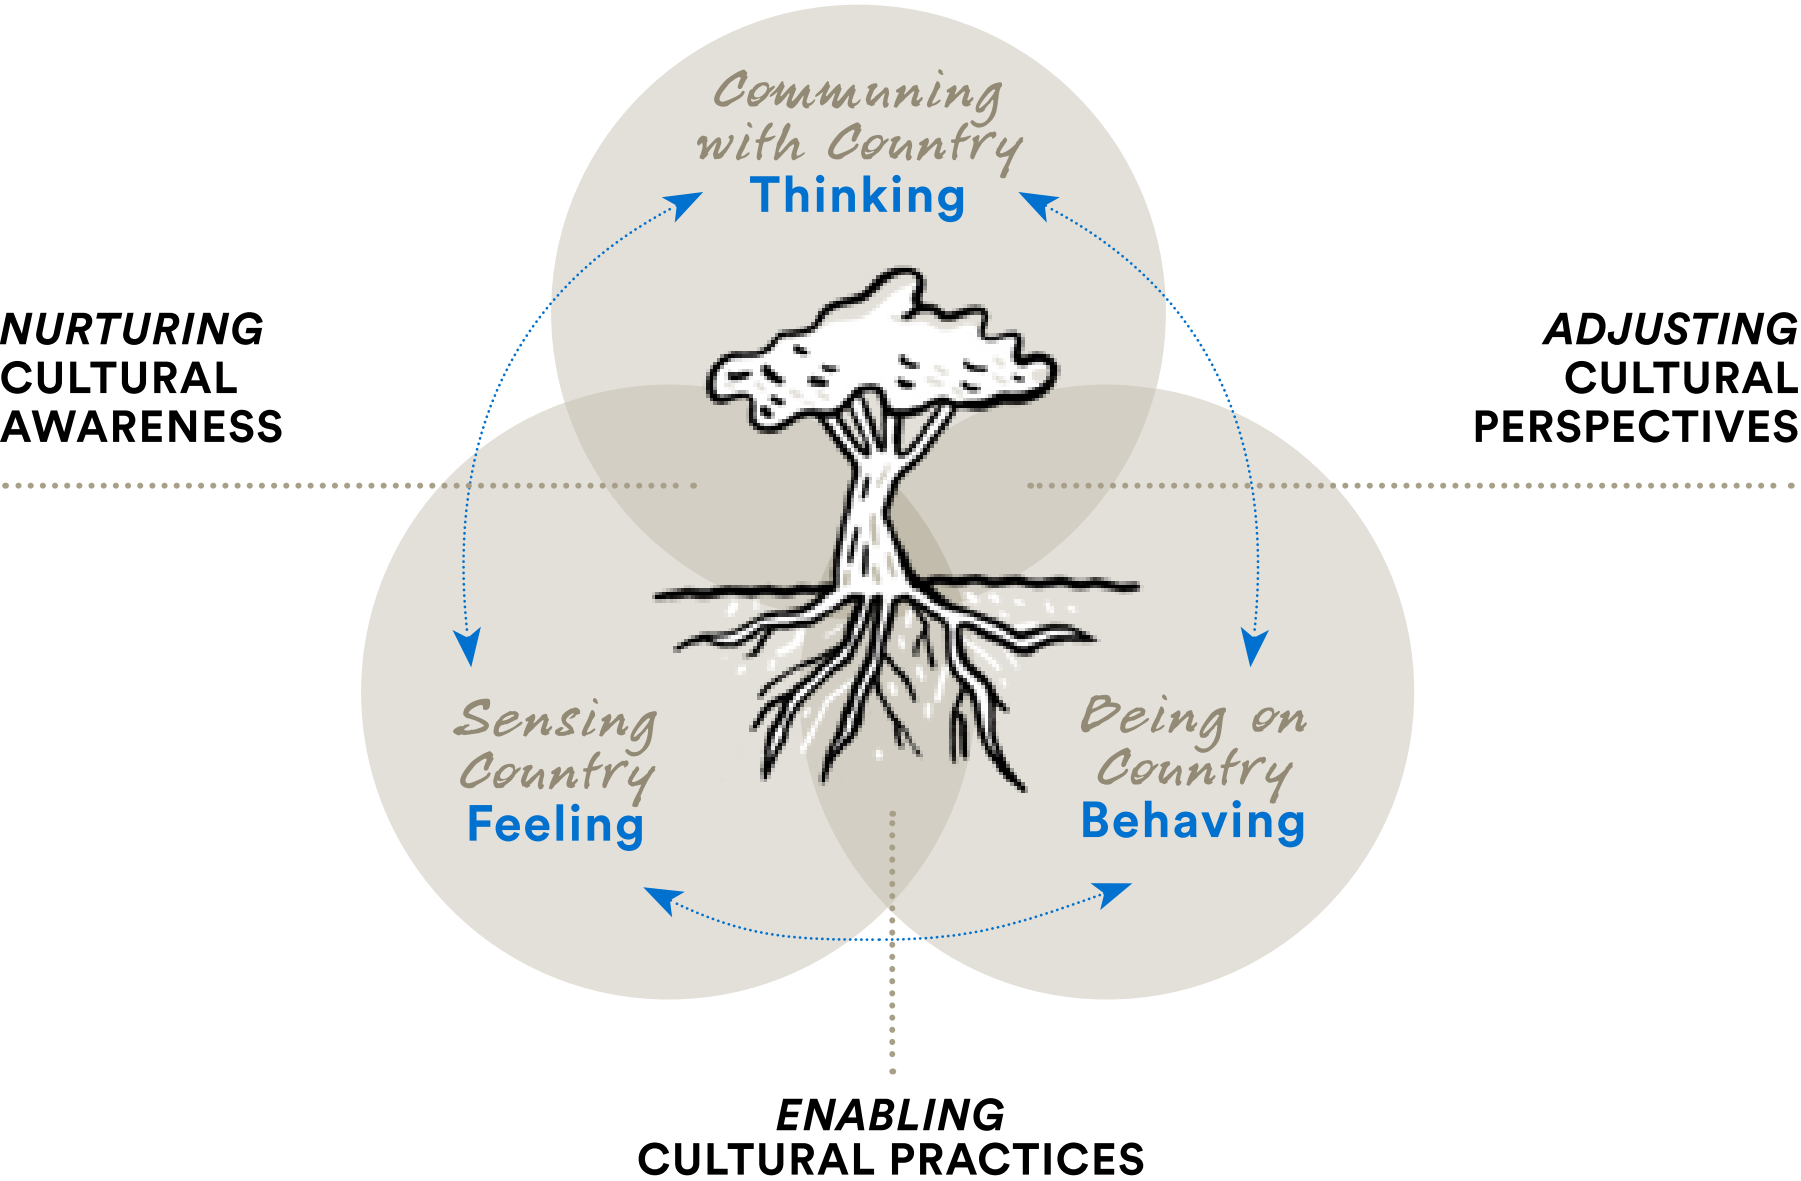 Communing
with Country
Thinking
NURTURING
CULTURAL
AWARENESS
ADJUSTING
CULTURAL
PERSPECTIVES
Sensing
Country
Feeling
Being on
Country
Behaving
ENABLING
CULTURAL PRACTICES